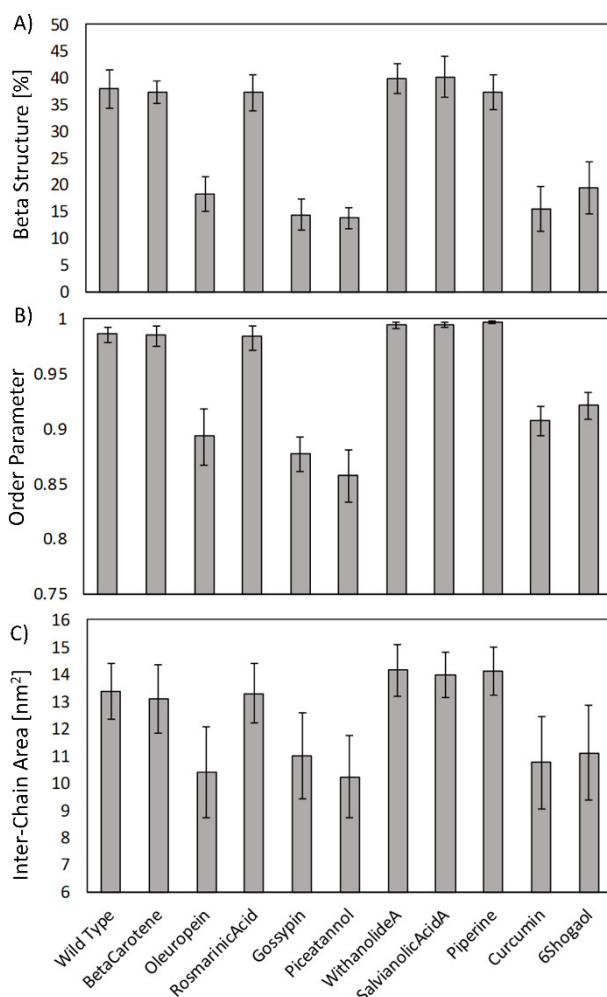 A)
Beta Structure [%]
50
45
40
35
30
25
20
15
10
5
0
B)
Order Parameter
1
0.95
0.9
0.85
0.8
0.75
C)
Inter-Chain Area [nm²]
16
15
14
13
12
11
10
9
8
7
6
Wild Type
BetaCarotene
Oleuropein
RosmarinicAcid
Gossypin
Piceatannol
WithanolideA
SalvianolicAcidA
Piperine
Curcumin
6Shogaol